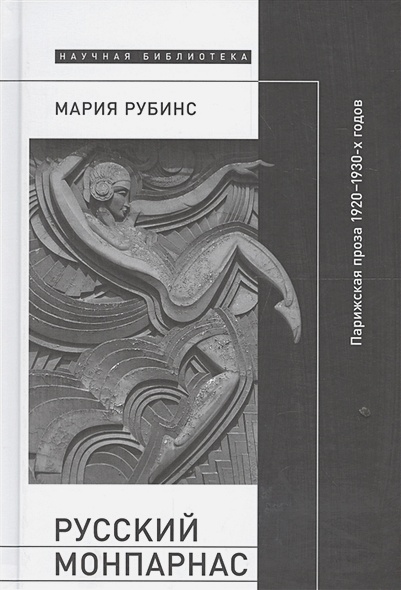 НАУЧНАЯ БИБЛИОТЕКА
МАРИЯ РУБИНС
Парижская проза 1920–1930-х годов
РУССКИЙ
МОНПАРНАС